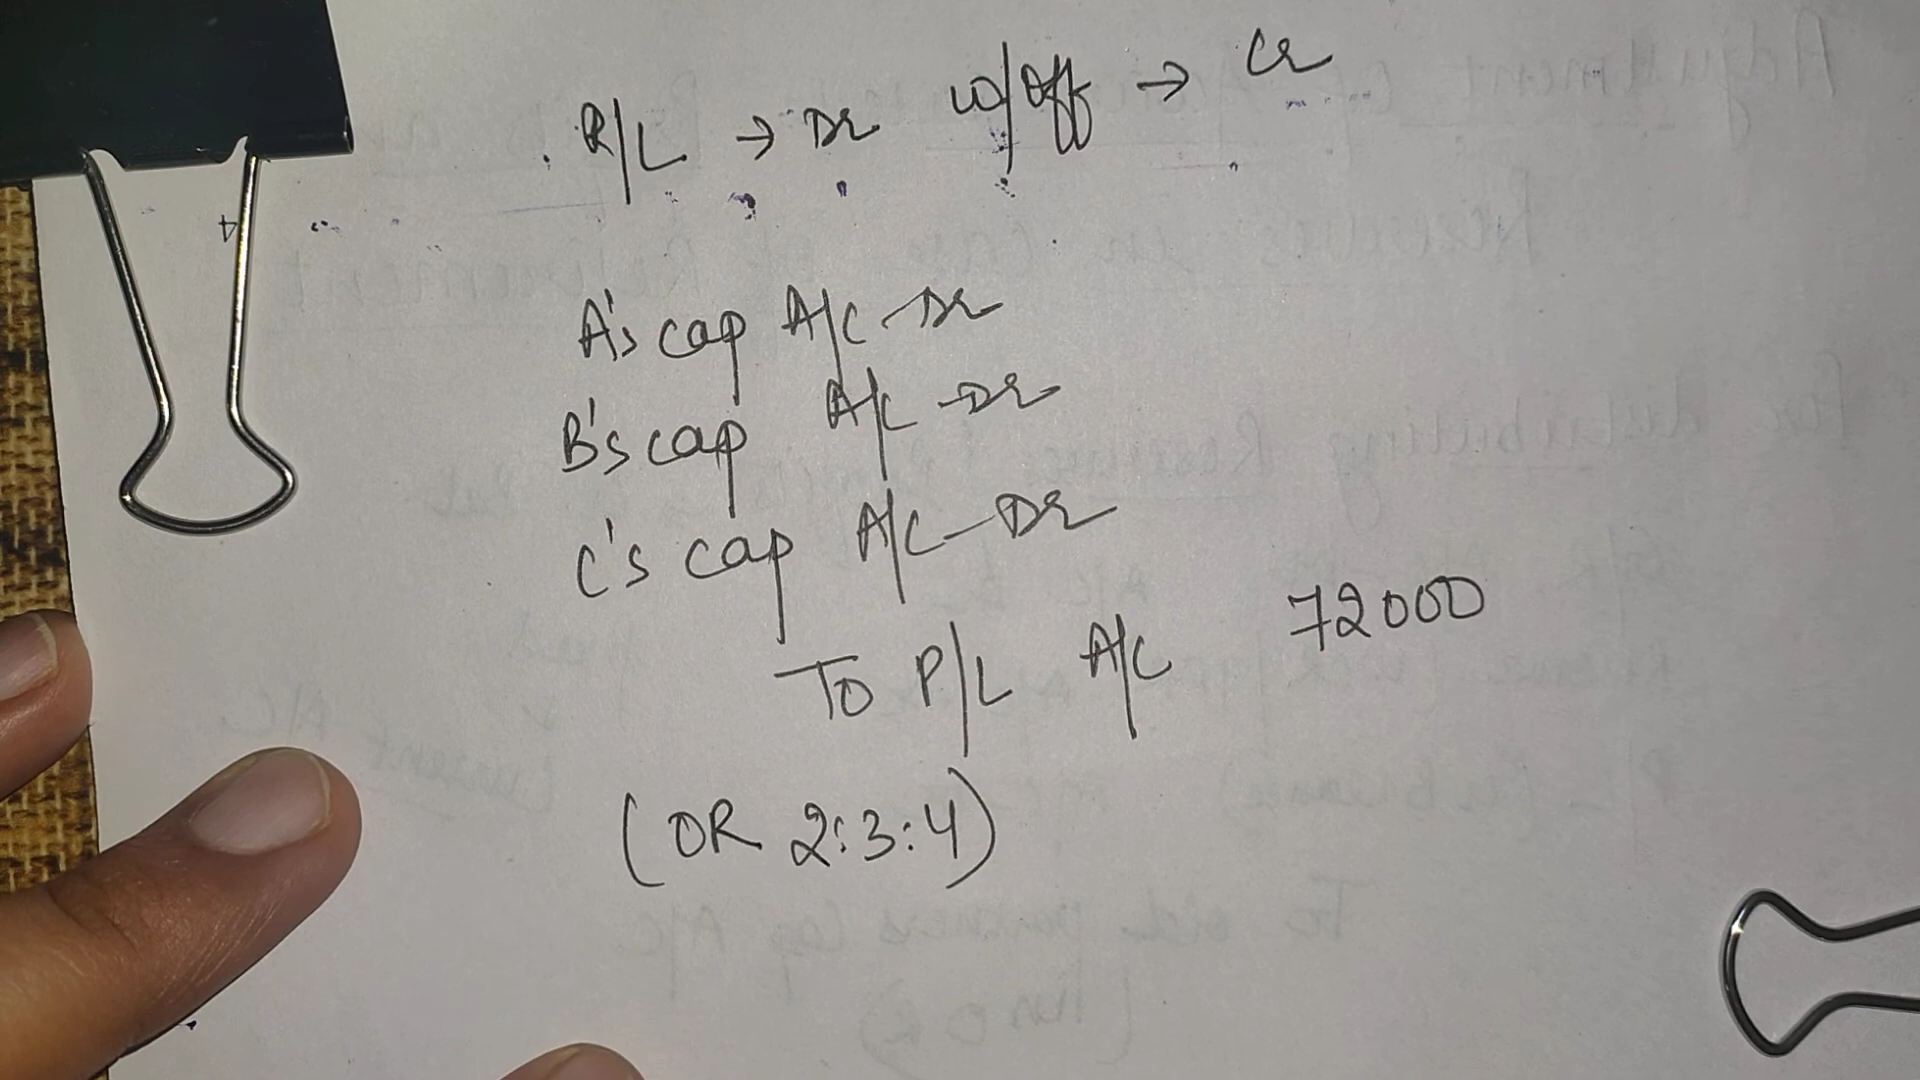 P/L → Dr w/off → Cr
A's cap A/C Dr
B's cap A/C Dr
C's cap A/C Dr
To P/L A/C 72000
(OR 2:3:4)